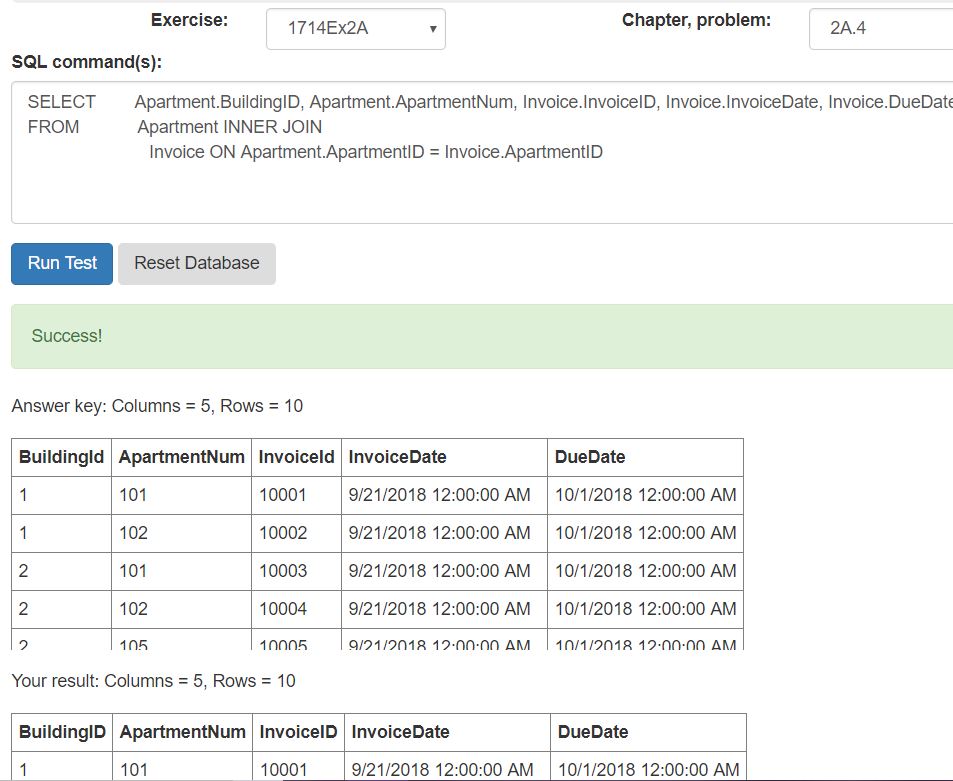 Exercise: 1714Ex2A Chapter, problem: 2A.4
SQL command(s):
SELECT Apartment.BuildingID, Apartment.ApartmentNum, Invoice.InvoiceID, Invoice.InvoiceDate, Invoice.DueDate
FROM Apartment INNER JOIN
Invoice ON Apartment.ApartmentID = Invoice.ApartmentID
Run Test Reset Database
Success!
Answer key: Columns = 5, Rows = 10
BuildingId ApartmentNum InvoiceId InvoiceDate DueDate
1 101 10001 9/21/2018 12:00:00 AM 10/1/2018 12:00:00 AM
1 102 10002 9/21/2018 12:00:00 AM 10/1/2018 12:00:00 AM
2 101 10003 9/21/2018 12:00:00 AM 10/1/2018 12:00:00 AM
2 102 10004 9/21/2018 12:00:00 AM 10/1/2018 12:00:00 AM
2 105 10005 9/21/2018 12:00:00 AM 10/1/2018 12:00:00 AM
Your result: Columns = 5, Rows = 10
BuildingID ApartmentNum InvoiceID InvoiceDate DueDate
1 101 10001 9/21/2018 12:00:00 AM 10/1/2018 12:00:00 AM